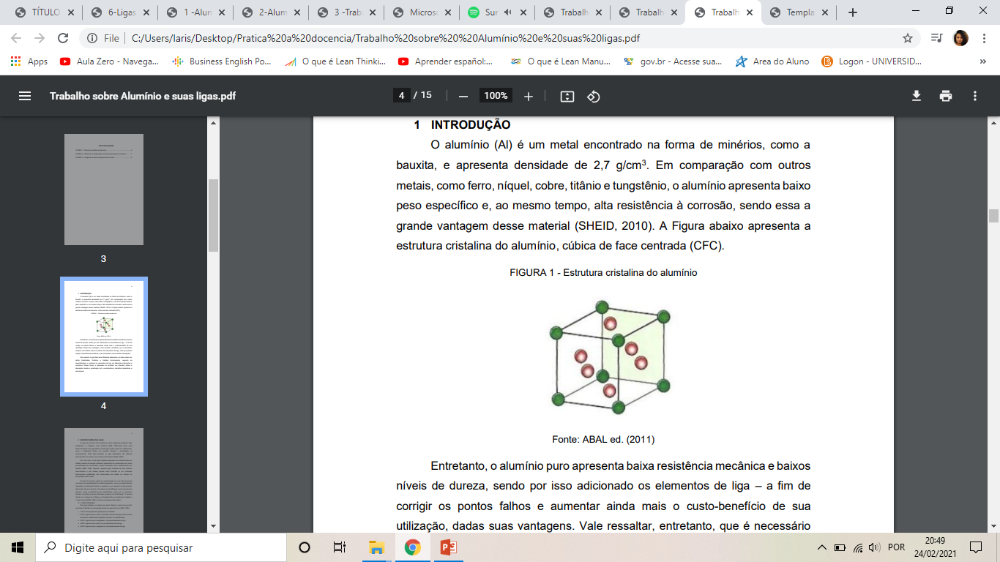 TÍTULO
6-Ligas
1 -Alun
2-Alum
3 -Trab
Micros
Sur
Trabalh
Trabalh
Trabalh
Templa
File
C:/Users/laris/Desktop/Pratica%20a%20docencia/Trabalho%20sobre%20%20Alumínio%20e%20suas%20ligas.pdf
Apps
Aula Zero - Navega...
Business English Po...
O que é Lean Thinki...
Aprender español:...
O que é Lean Manu...
gov.br - Acesse sua...
Area do Aluno
Logon - UNIVERSID...
»
Trabalho sobre Alumínio e suas ligas.pdf
4 / 15
100%
3
4
1 INTRODUÇÃO
O alumínio (Al) é um metal encontrado na forma de minérios, como a
bauxita, e apresenta densidade de 2,7 g/cm³. Em comparação com outros
metais, como ferro, níquel, cobre, titânio e tungstênio, o alumínio apresenta baixo
peso específico e, ao mesmo tempo, alta resistência à corrosão, sendo essa a
grande vantagem desse material (SHEID, 2010). A Figura abaixo apresenta a
estrutura cristalina do alumínio, cúbica de face centrada (CFC).
FIGURA 1 - Estrutura cristalina do alumínio
Fonte: ABAL ed. (2011)
Entretanto, o alumínio puro apresenta baixa resistência mecânica e baixos
níveis de dureza, sendo por isso adicionado os elementos de liga – a fim de
corrigir os pontos falhos e aumentar ainda mais o custo-benefício de sua
utilização, dadas suas vantagens. Vale ressaltar, entretanto, que é necessário
Digite aqui para pesquisar
POR
20:49
24/02/2021